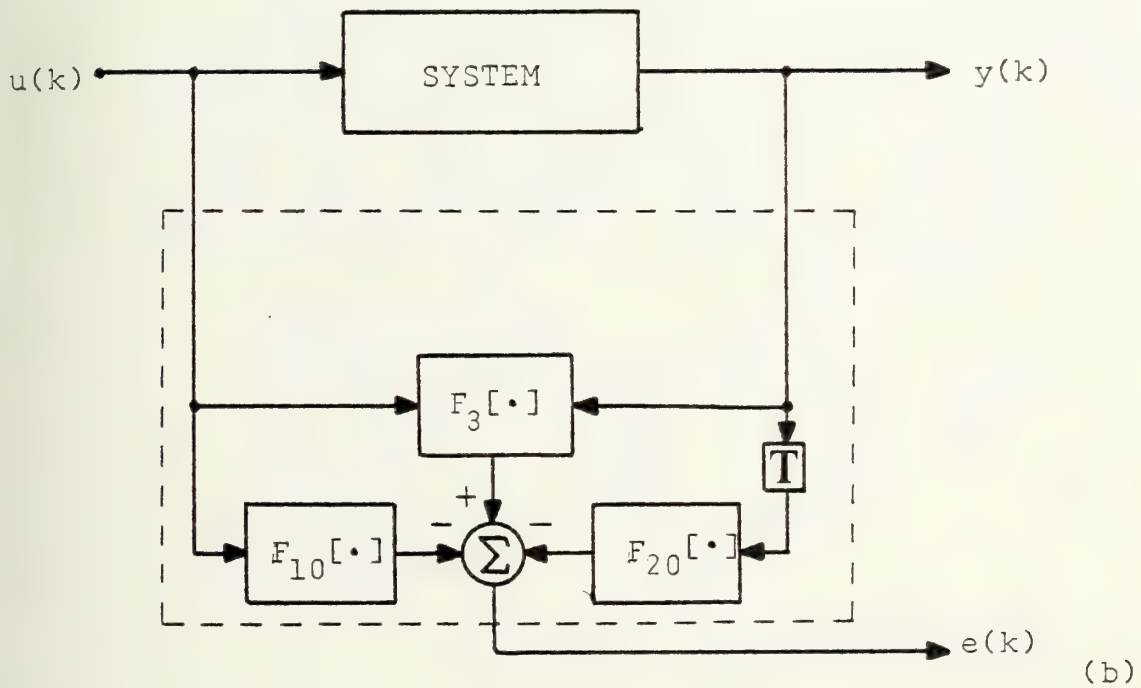 u(k)
SYSTEM
y(k)
F3[·]
T
+
-
-
F10[·]
Σ
F20[·]
e(k)
(b)